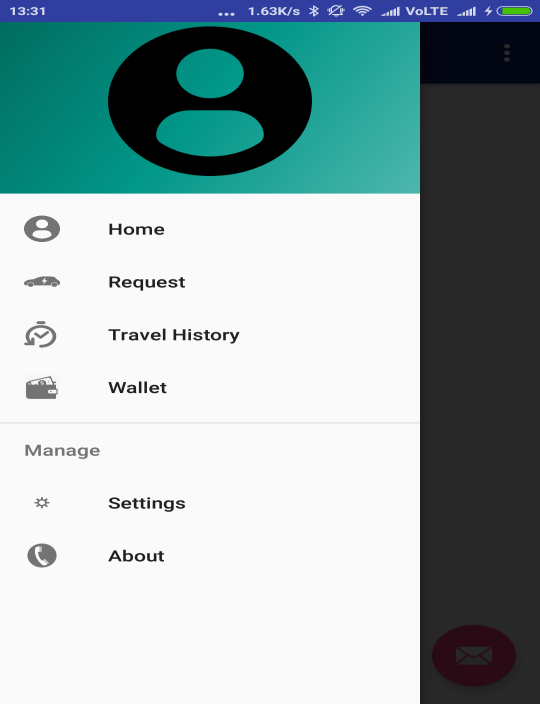 13:31 ... 1.63K/s VoLTE
Home
Request
Travel History
Wallet
Manage
Settings
About